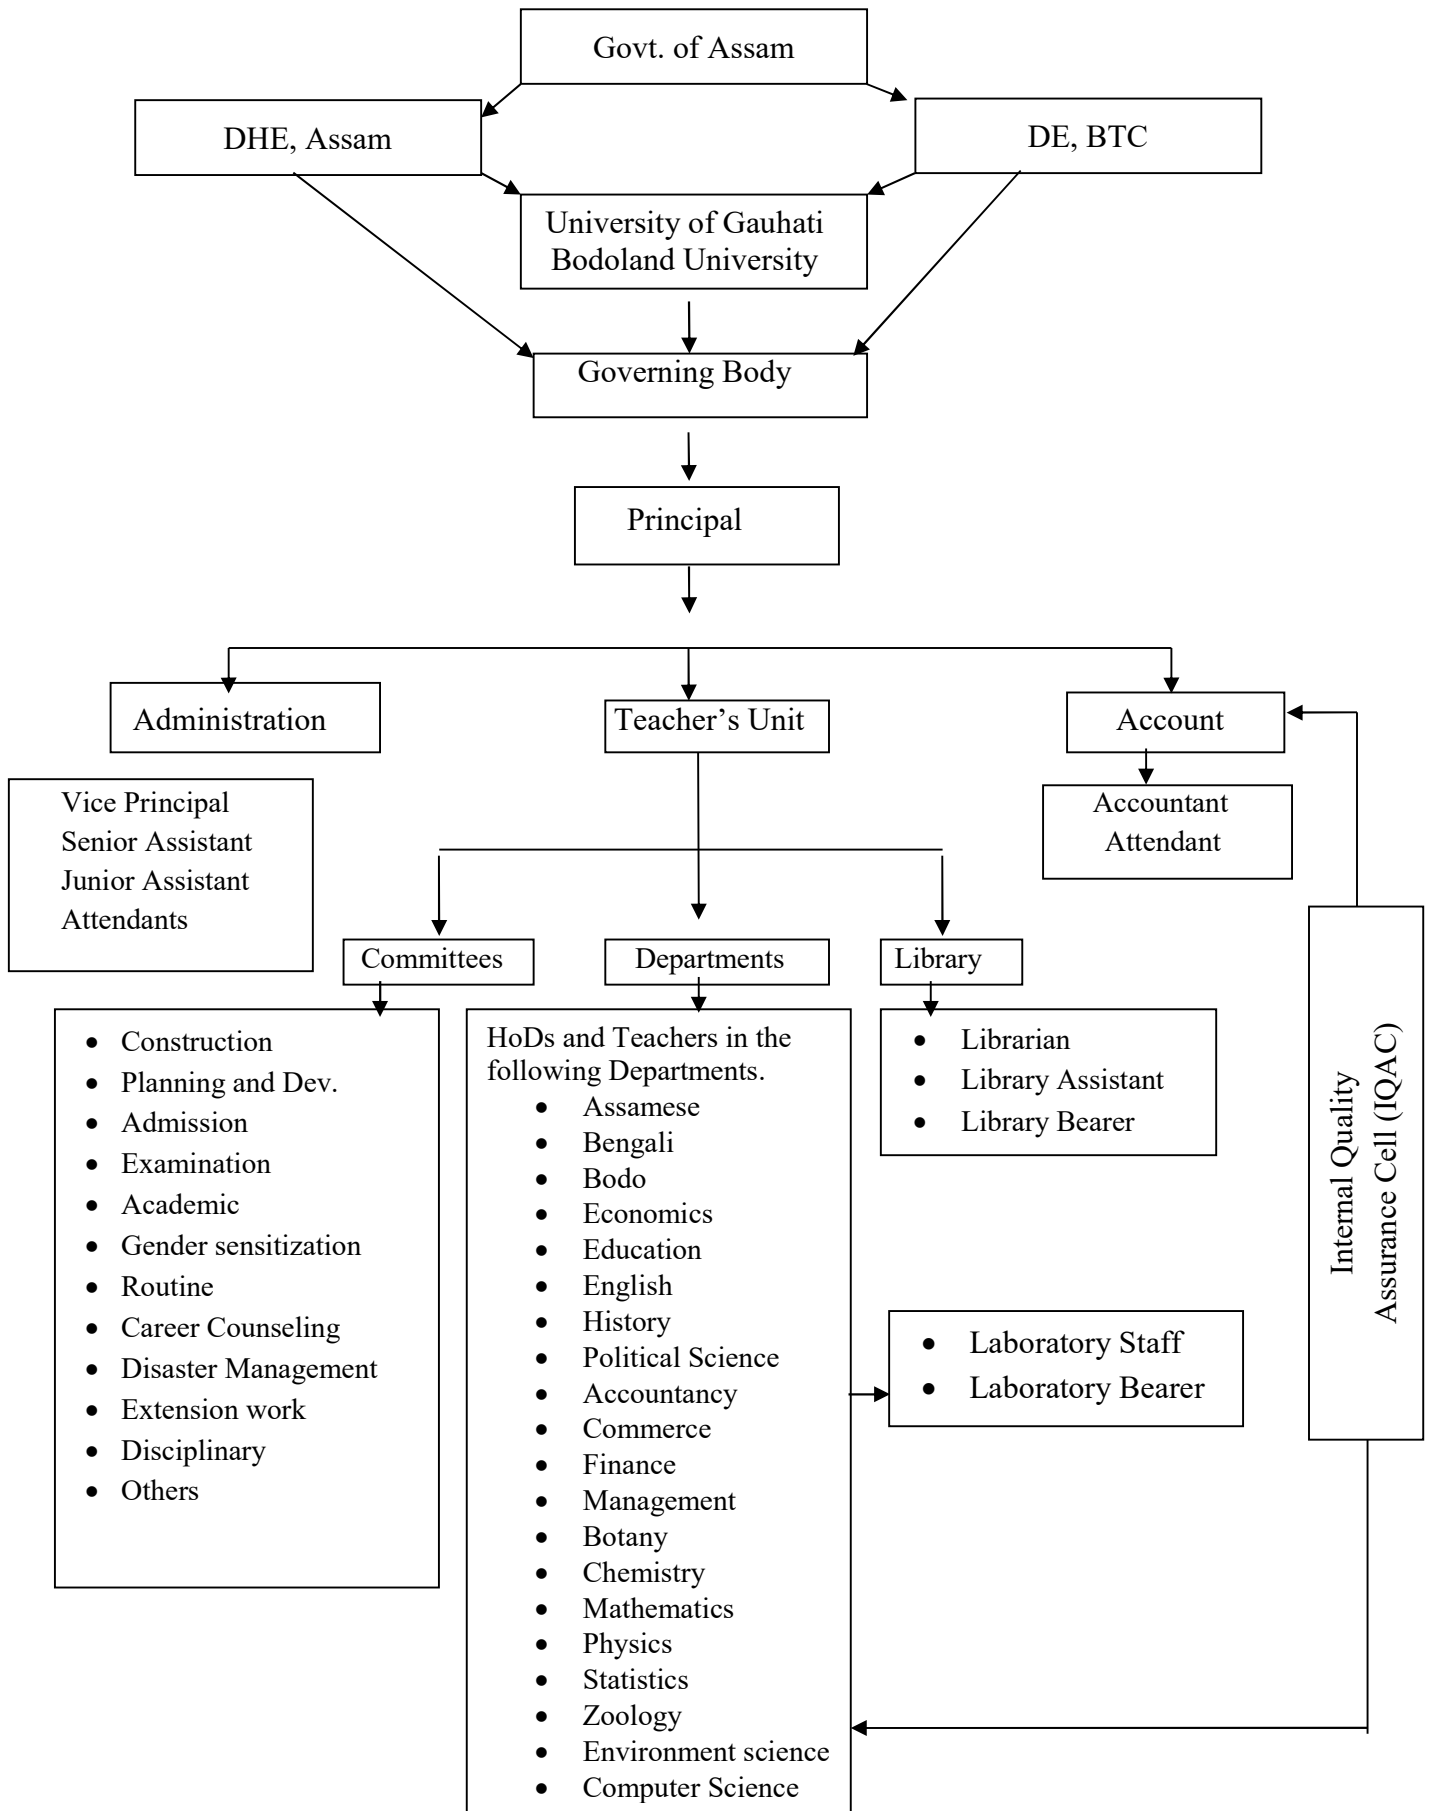 Govt. of Assam
DHE, Assam
DE, BTC
University of Gauhati
Bodoland University
Governing Body
Principal
Administration
Teacher’s Unit
Account
Vice Principal
Senior Assistant
Junior Assistant
Attendants
Accountant
Attendant
Committees
Departments
Library
• Construction
• Planning and Dev.
• Admission
• Examination
• Academic
• Gender sensitization
• Routine
• Career Counseling
• Disaster Management
• Extension work
• Disciplinary
• Others
HoDs and Teachers in the
following Departments.
• Assamese
• Bengali
• Bodo
• Economics
• Education
• English
• History
• Political Science
• Accountancy
• Commerce
• Finance
• Management
• Botany
• Chemistry
• Mathematics
• Physics
• Statistics
• Zoology
• Environment science
• Computer Science
• Librarian
• Library Assistant
• Library Bearer
• Laboratory Staff
• Laboratory Bearer
Internal Quality
Assurance Cell (IQAC)